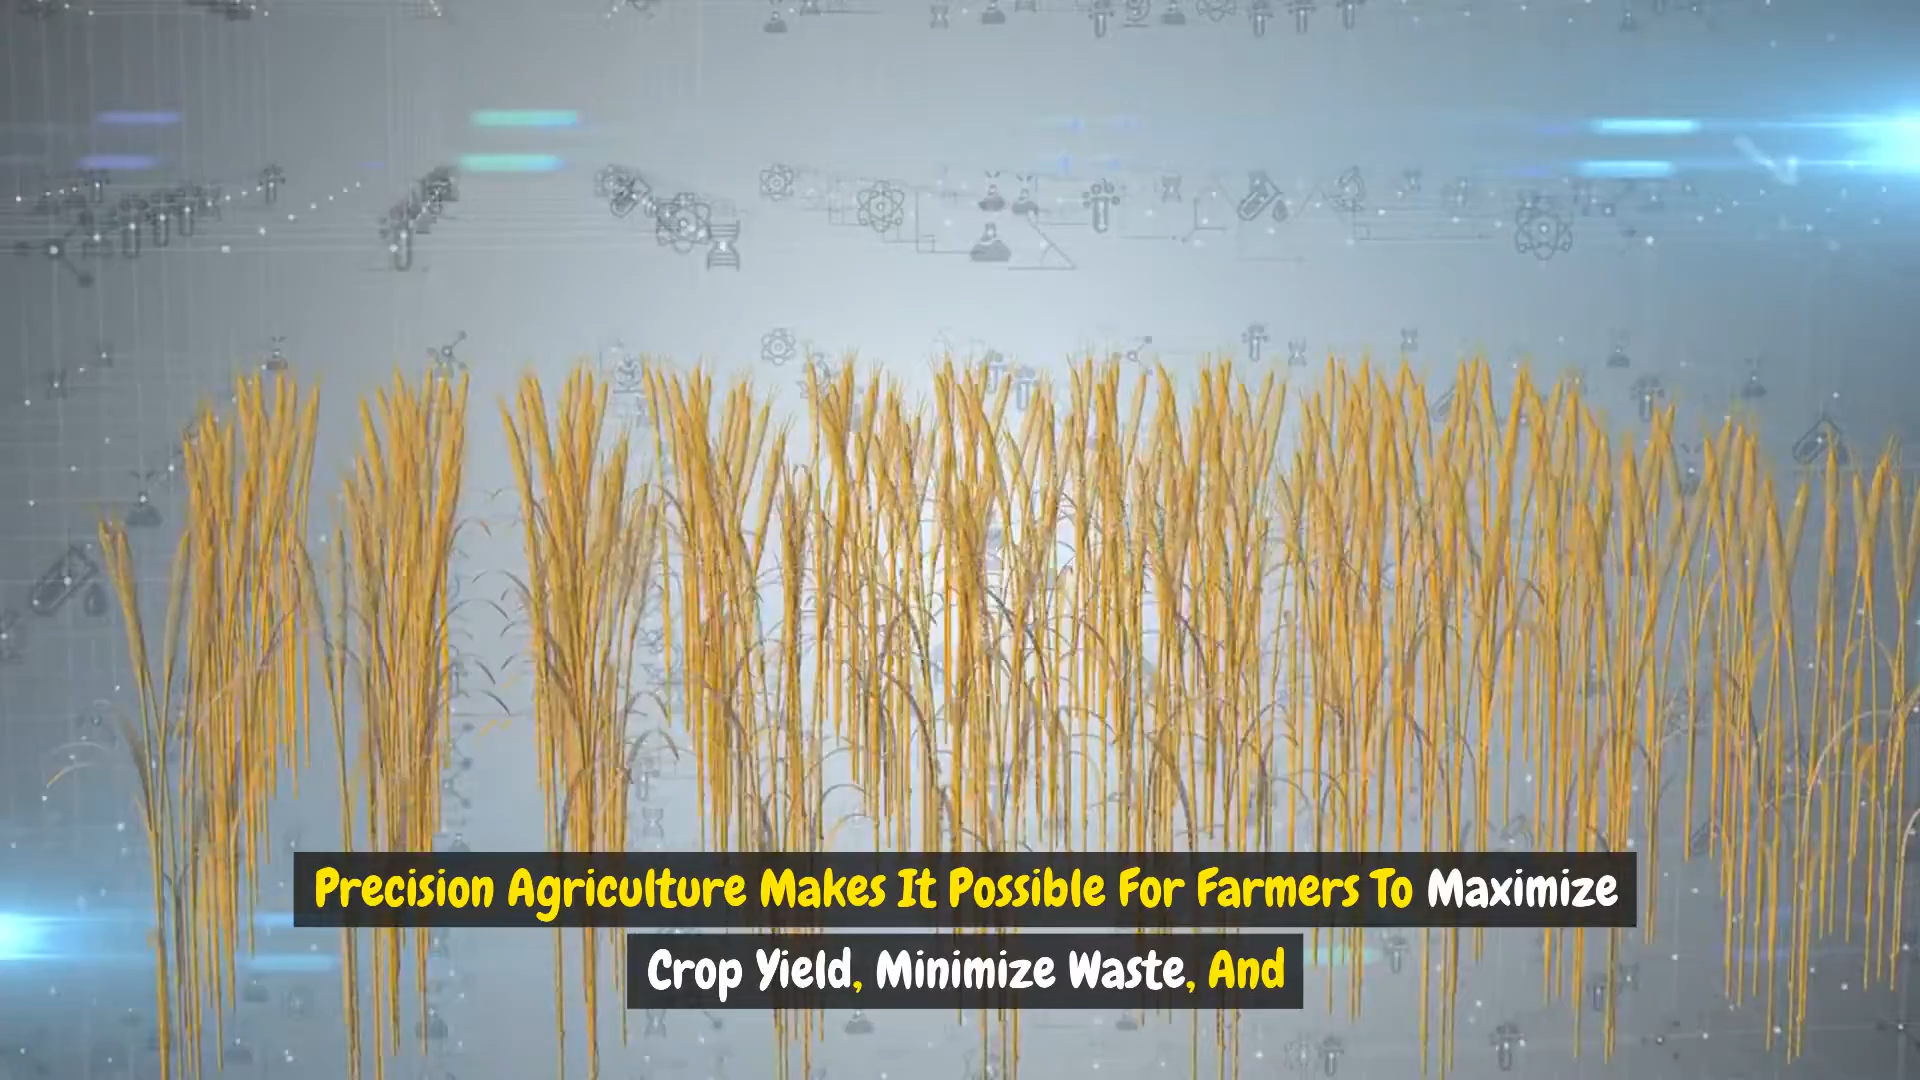 Precision Agriculture Makes It Possible For Farmers To Maximize
Crop Yield, Minimize Waste, And